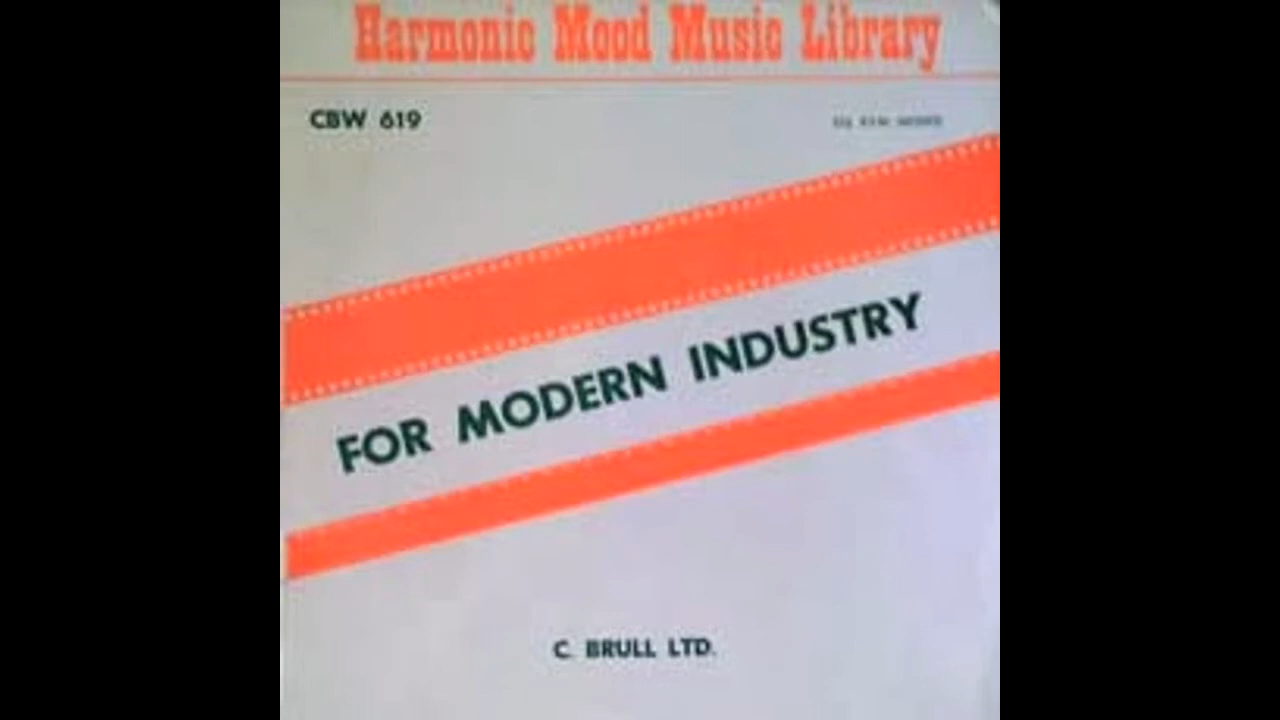 Harmonic Mood Music Library
CBW 619
FOR MODERN INDUSTRY
C. BRULL LTD.